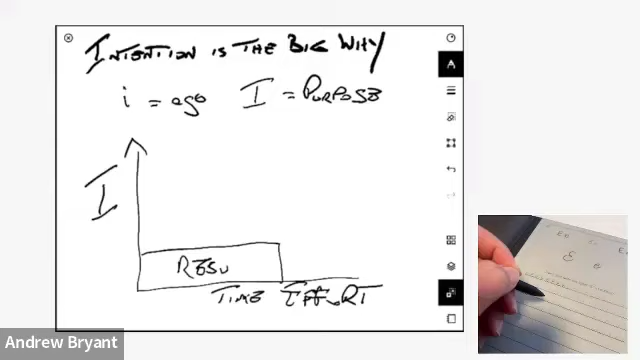 INTENTION IS THE BIG WHY
i = ego I = PURPOSE
I
RESU
TIME EFFORT
Andrew Bryant